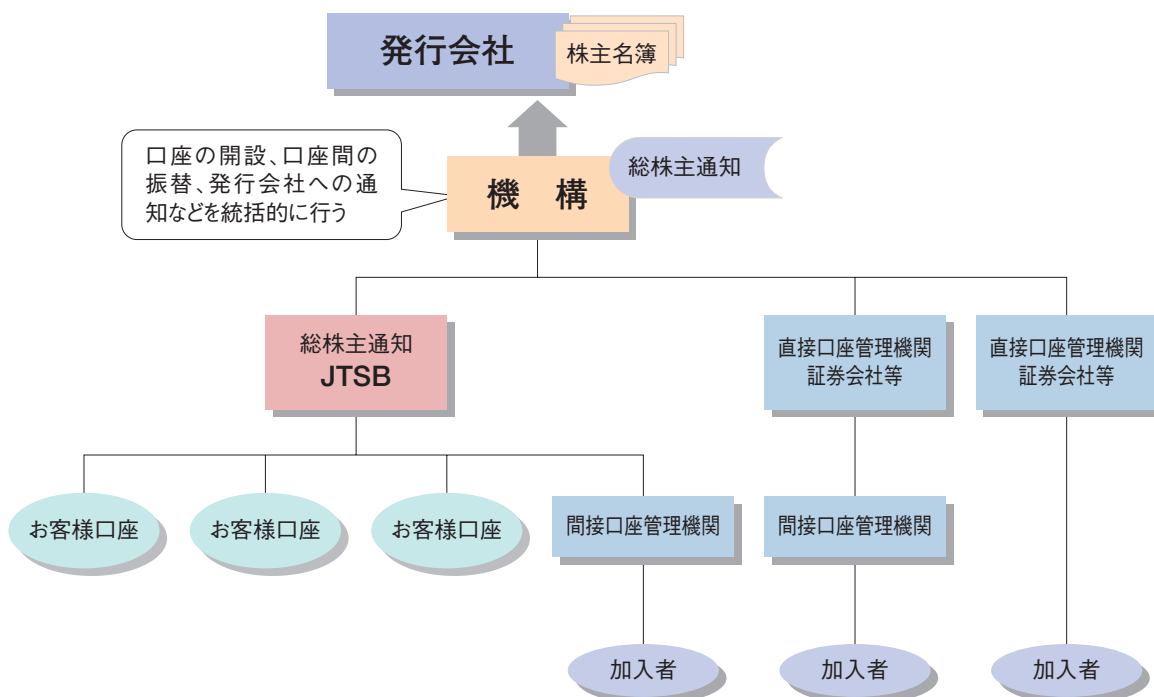 発行会社
株主名簿
口座の開設、口座間の
振替、発行会社への通
知などを統括的に行う
機 構
総株主通知
総株主通知
JTSB
直接口座管理機関
証券会社等
直接口座管理機関
証券会社等
お客様口座
お客様口座
お客様口座
間接口座管理機関
間接口座管理機関
加入者
加入者
加入者